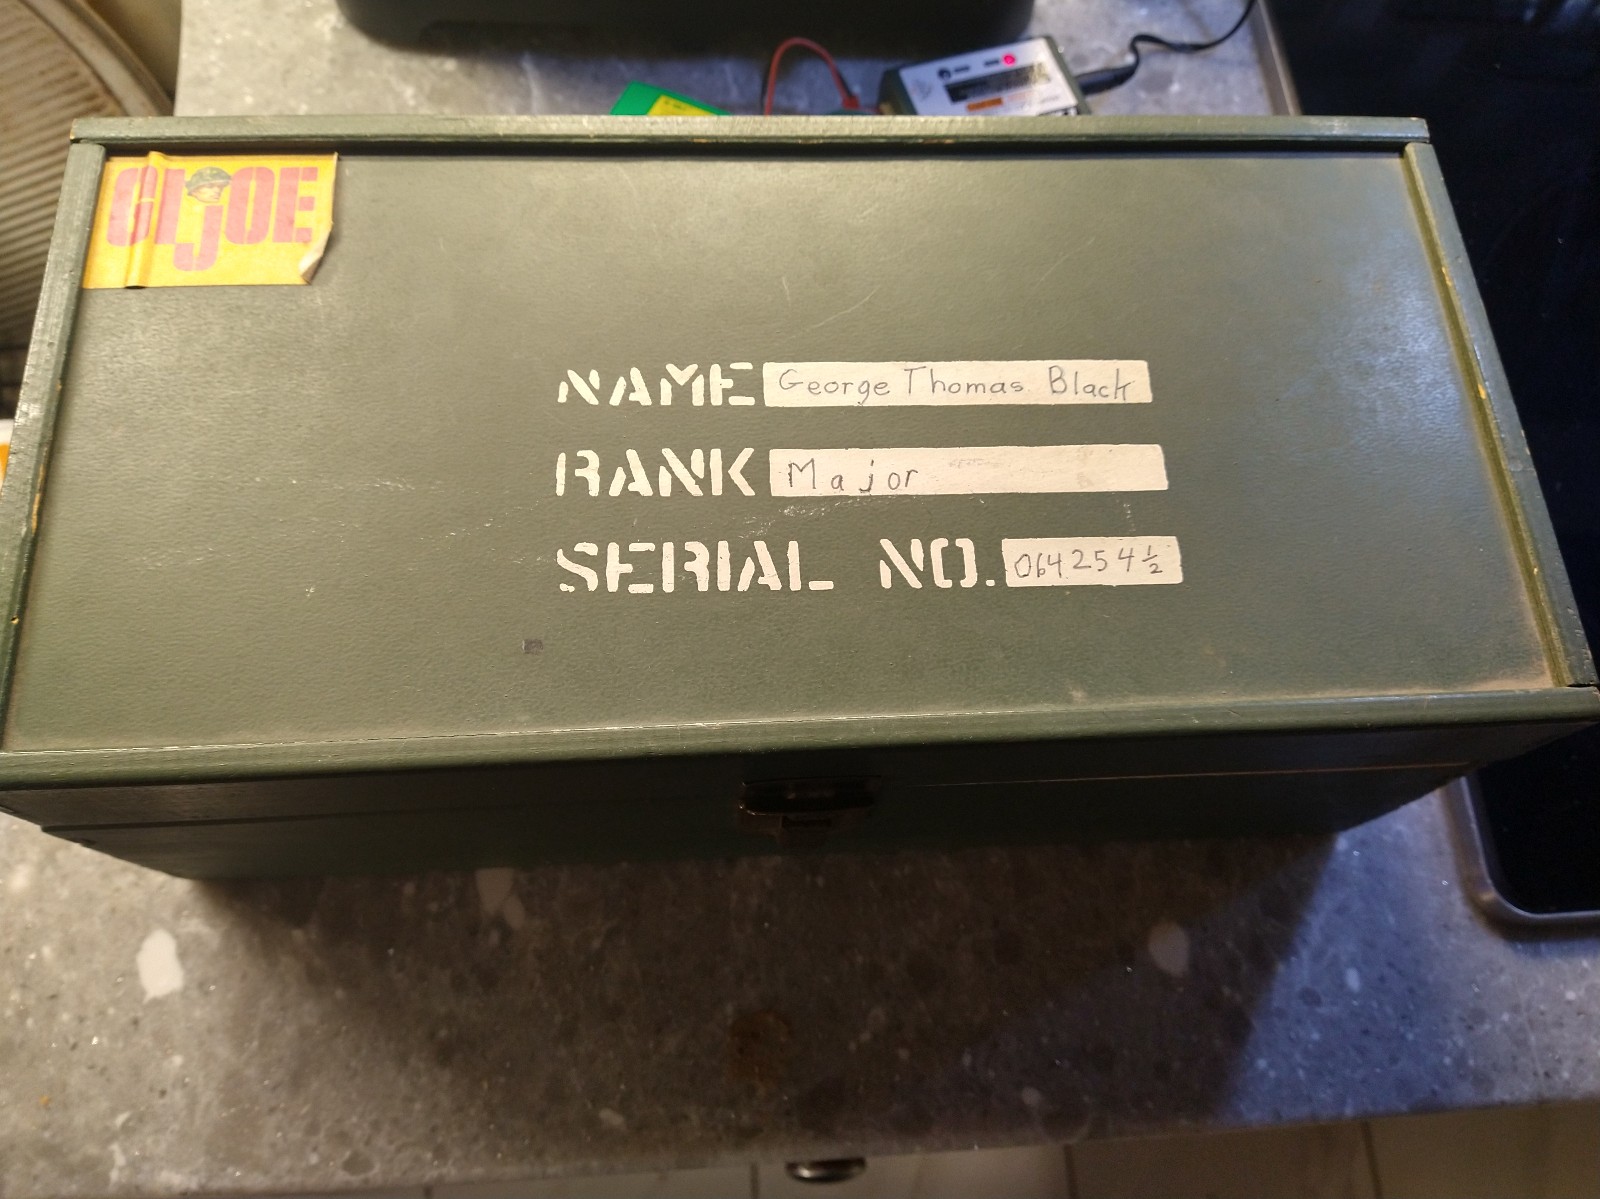 GI JOE
NAME George Thomas Black
RANK Major
SERIAL NO. 064254½